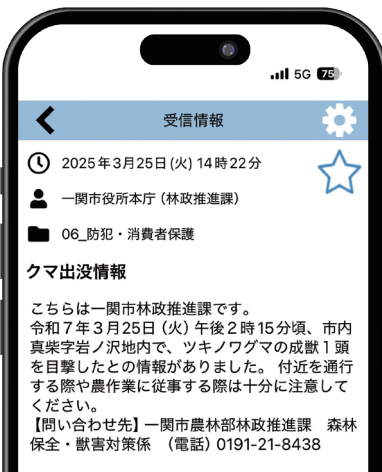 5G 75
受信情報
2025年3月25日(火) 14時22分
一関市役所本庁（林政推進課）
06_防犯・消費者保護
クマ出没情報
こちらは一関市林政推進課です。
令和７年３月25日（火）午後２時15分頃、市内
真柴字岩ノ沢地内で、ツキノワグマの成獣１頭
を目撃したとの情報がありました。 付近を通行
する際や農作業に従事する際は十分に注意して
ください。
【問い合わせ先】一関市農林部林政推進課　森林
保全・獣害対策係　（電話）0191-21-8438